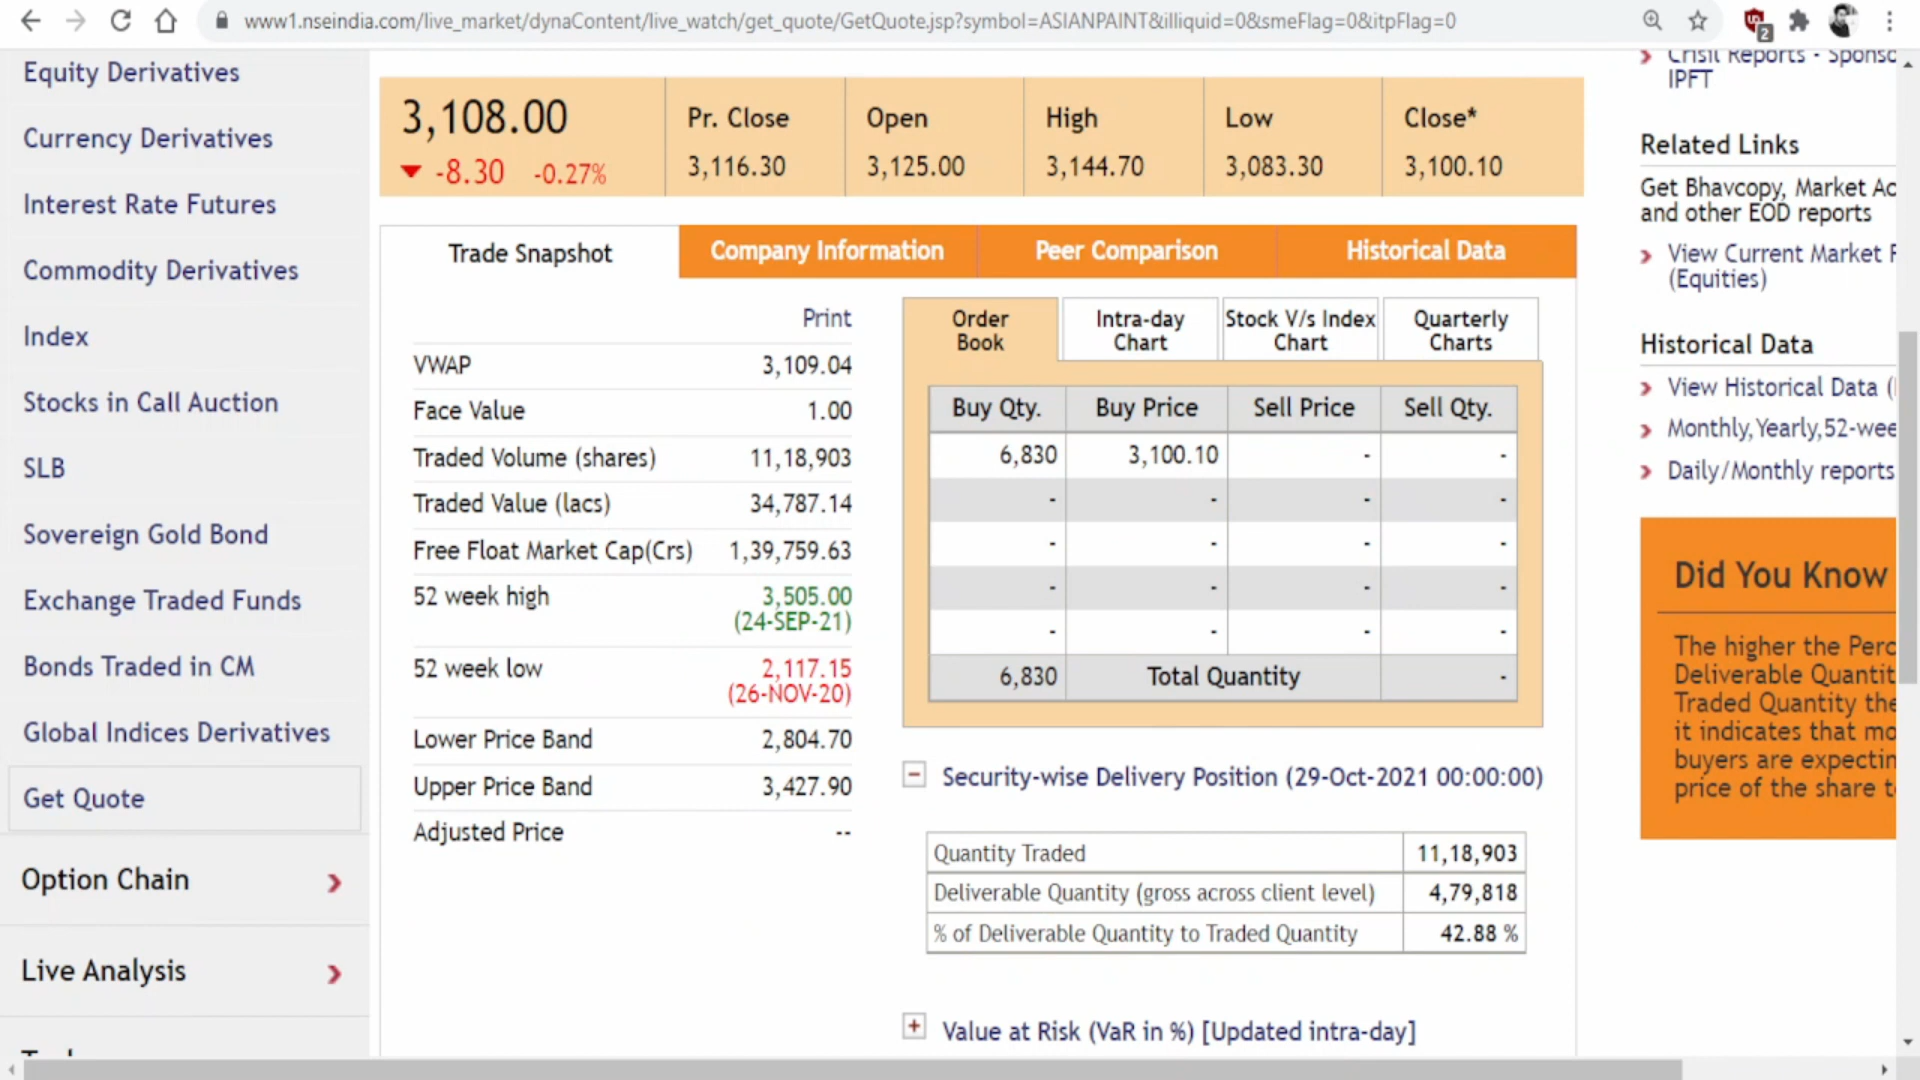 www1.nseindia.com/live_market/dynaContent/live_watch/get_quote/GetQuote.jsp?symbol=ASIANPAINT&illiquid=0&smeFlag=0&itpFlag=0
2
Equity Derivatives
Currency Derivatives
Interest Rate Futures
Commodity Derivatives
Index
Stocks in Call Auction
SLB
Sovereign Gold Bond
Exchange Traded Funds
Bonds Traded in CM
Global Indices Derivatives
Get Quote
Option Chain
Live Analysis
3,108.00
-8.30 -0.27%
Pr. Close Open High Low Close*
3,116.30 3,125.00 3,144.70 3,083.30 3,100.10
Trade Snapshot Company Information Peer Comparison Historical Data
Print
VWAP 3,109.04
Face Value 1.00
Traded Volume (shares) 11,18,903
Traded Value (lacs) 34,787.14
Free Float Market Cap(Crs) 1,39,759.63
52 week high 3,505.00
(24-SEP-21)
52 week low 2,117.15
(26-NOV-20)
Lower Price Band 2,804.70
Upper Price Band 3,427.90
Adjusted Price --
Order Book
Intra-day Chart
Stock V/s Index Chart
Quarterly Charts
Buy Qty. Buy Price Sell Price Sell Qty.
6,830 3,100.10 - -
- - - -
- - - -
- - - -
- - - -
6,830 Total Quantity -
Security-wise Delivery Position (29-Oct-2021 00:00:00)
Quantity Traded 11,18,903
Deliverable Quantity (gross across client level) 4,79,818
% of Deliverable Quantity to Traded Quantity 42.88 %
Value at Risk (VaR in %) [Updated intra-day]
Crisil Reports - Sponso
IPFT
Related Links
Get Bhavcopy, Market Ac
and other EOD reports
View Current Market
(Equities)
Historical Data
View Historical Data (
Monthly,Yearly,52-wee
Daily/Monthly reports
Did You Know
The higher the Perc
Deliverable Quantit
Traded Quantity the
it indicates that mo
buyers are expectin
price of the share t